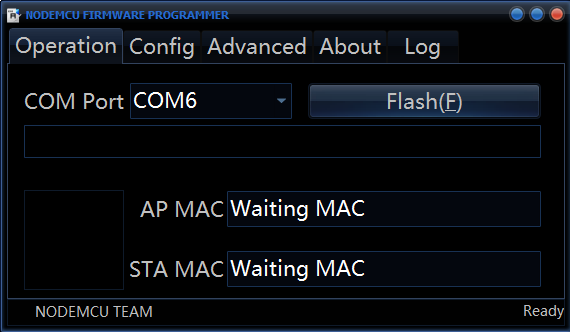 NODEMCU FIRMWARE PROGRAMMER
Operation Config Advanced About Log
COM Port COM6 Flash(F)
AP MAC Waiting MAC
STA MAC Waiting MAC
NODEMCU TEAM Ready